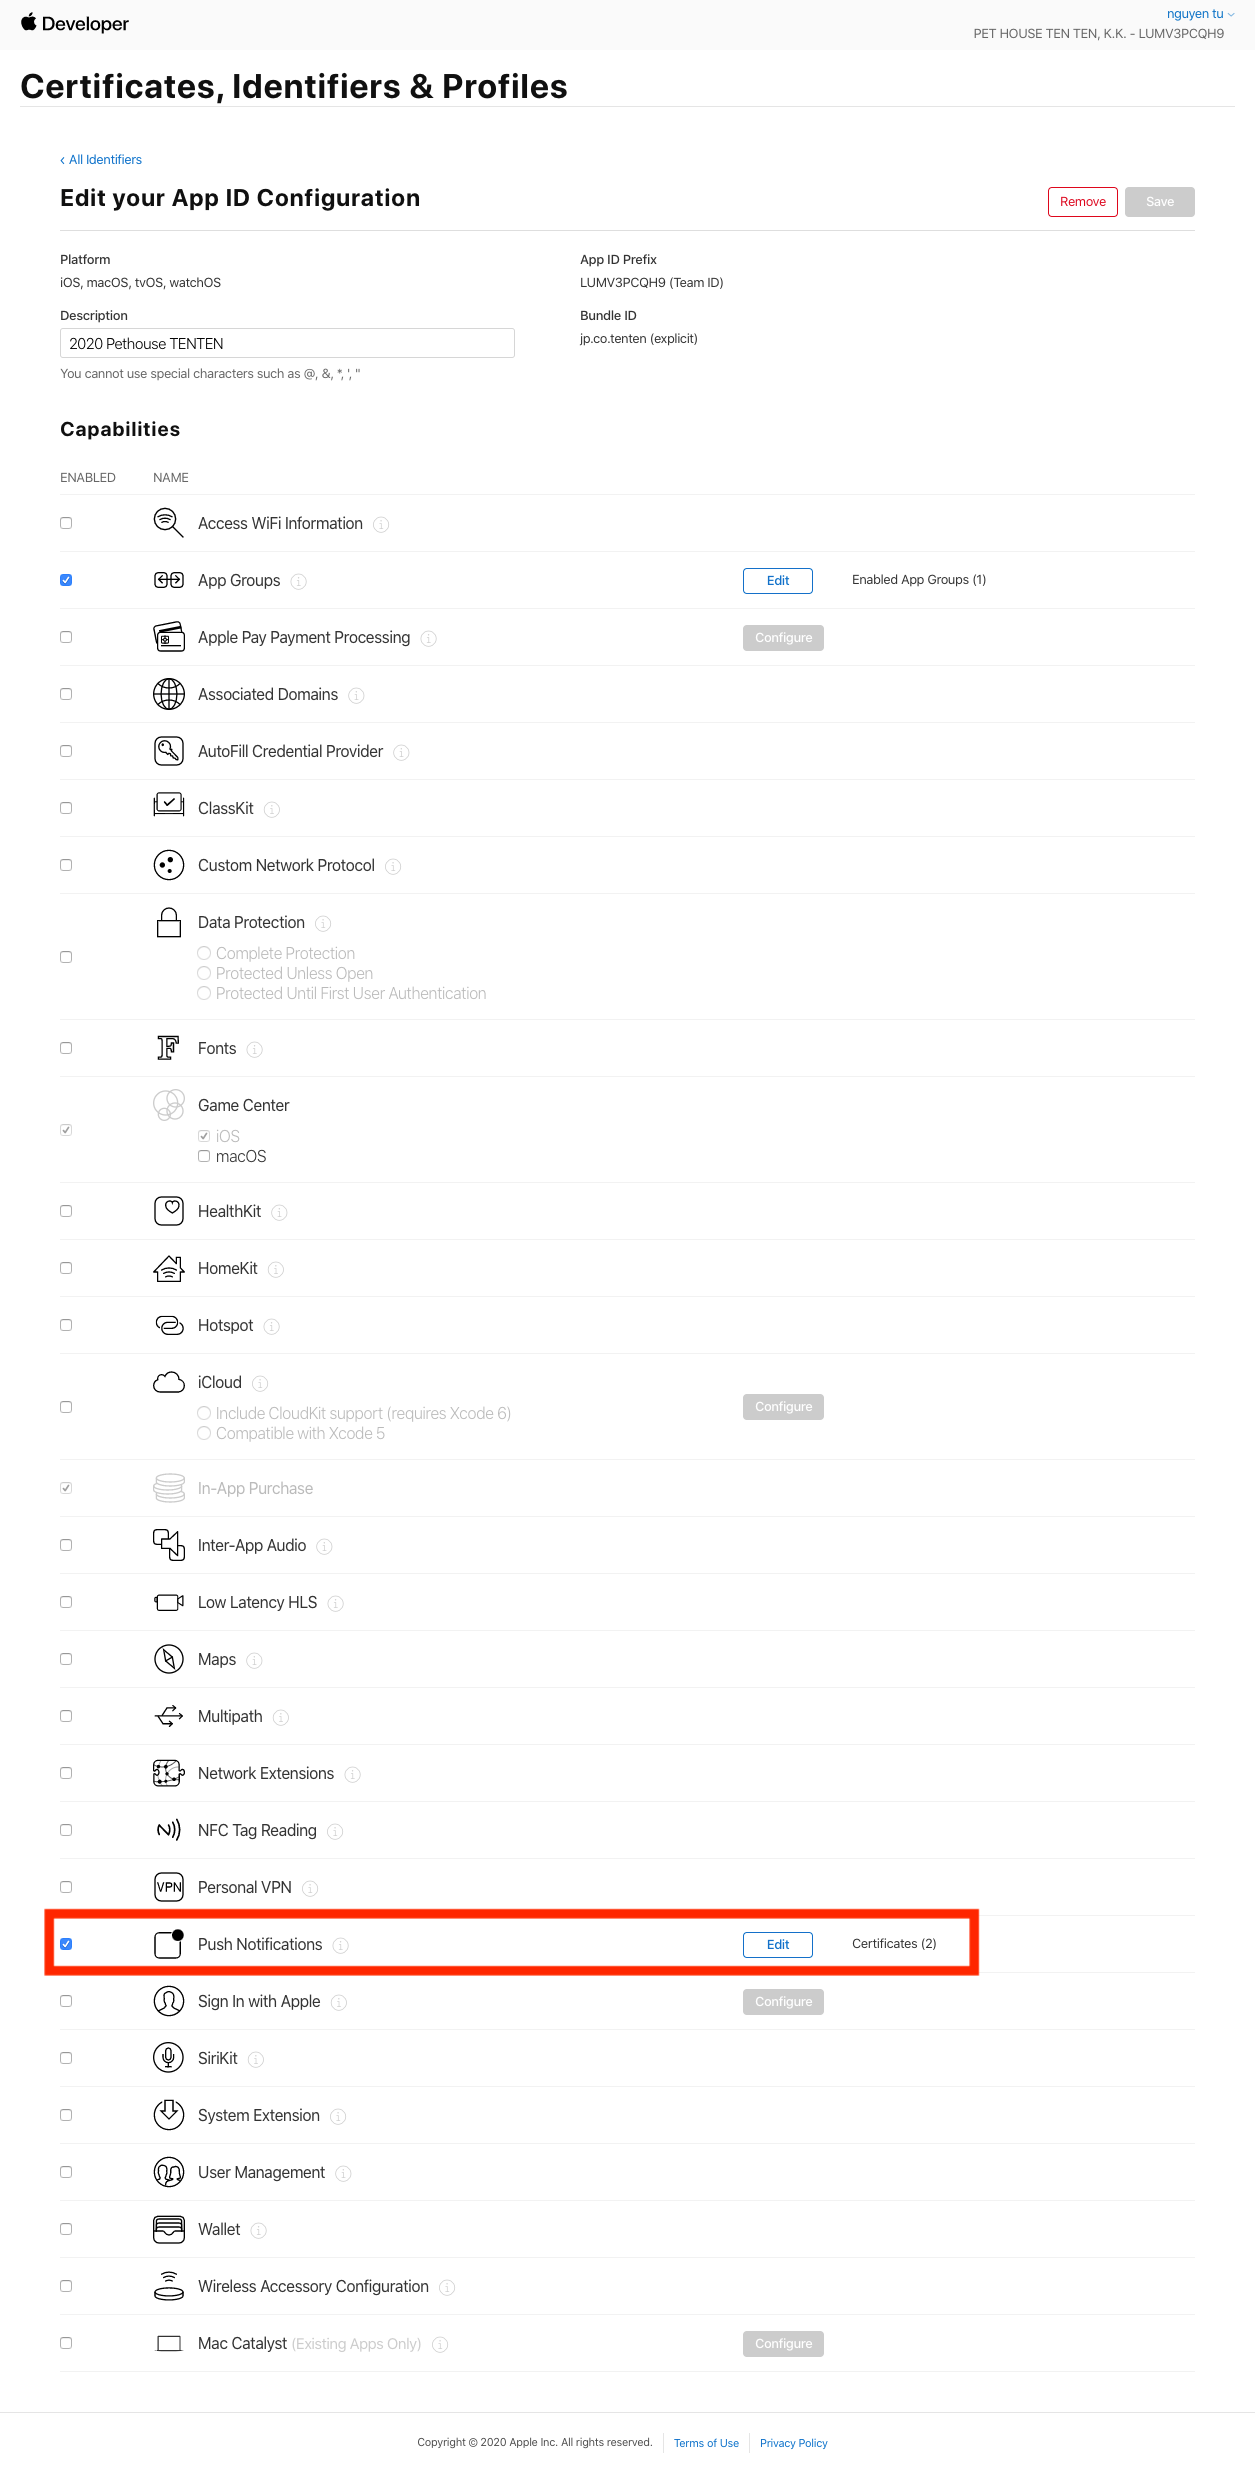 Developer
nguyen tu
PET HOUSE TEN TEN, K.K. - LUMV3PCQH9
Certificates, Identifiers & Profiles
‹ All Identifiers
Edit your App ID Configuration
Remove
Save
Platform
iOS, macOS, tvOS, watchOS
App ID Prefix
LUMV3PCQH9 (Team ID)
Description
2020 Pethouse TENTEN
You cannot use special characters such as @, &, *, ', "
Bundle ID
jp.co.tenten (explicit)
Capabilities
ENABLED NAME
Access WiFi Information
App Groups Edit Enabled App Groups (1)
Apple Pay Payment Processing Configure
Associated Domains
AutoFill Credential Provider
ClassKit
Custom Network Protocol
Data Protection
Complete Protection
Protected Unless Open
Protected Until First User Authentication
Fonts
Game Center
iOS
macOS
HealthKit
HomeKit
Hotspot
iCloud
Include CloudKit support (requires Xcode 6)
Compatible with Xcode 5
Configure
In-App Purchase
Inter-App Audio
Low Latency HLS
Maps
Multipath
Network Extensions
NFC Tag Reading
VPN Personal VPN
Push Notifications Edit Certificates (2)
Sign In with Apple Configure
SiriKit
System Extension
User Management
Wallet
Wireless Accessory Configuration
Mac Catalyst (Existing Apps Only) Configure
Copyright © 2020 Apple Inc. All rights reserved. Terms of Use Privacy Policy